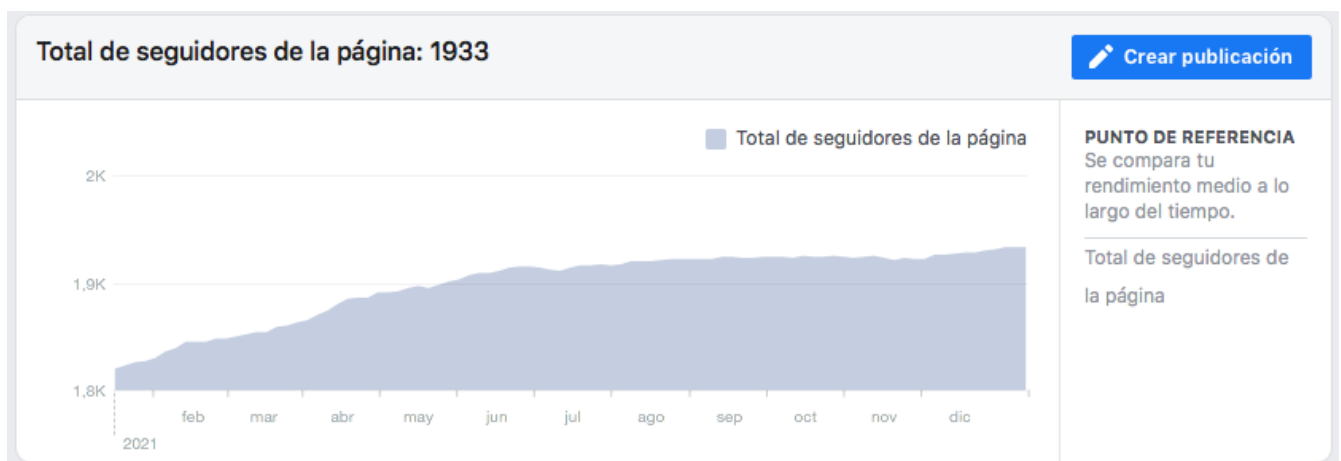 Total de seguidores de la página: 1933
Crear publicación
Total de seguidores de la página
2K
1,9K
1,8K
feb mar abr may jun jul ago sep oct nov dic
2021
PUNTO DE REFERENCIA
Se compara tu
rendimiento medio a lo
largo del tiempo.
Total de seguidores de
la página